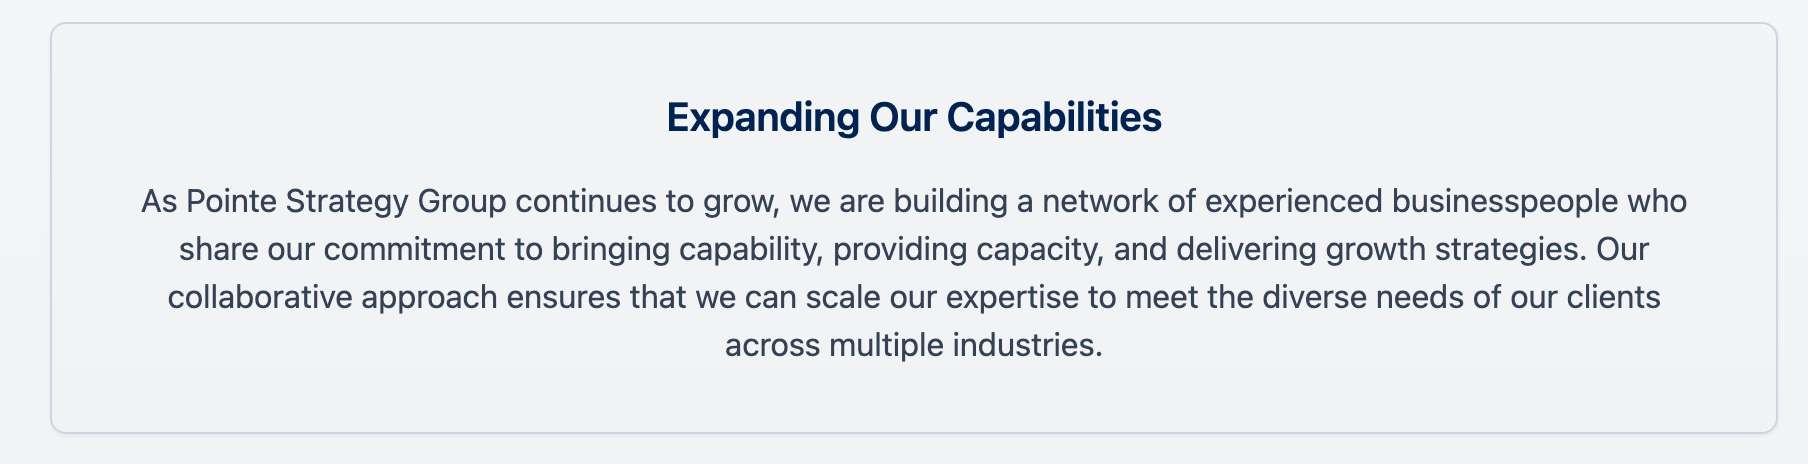 Expanding Our Capabilities
As Pointe Strategy Group continues to grow, we are building a network of experienced businesspeople who
share our commitment to bringing capability, providing capacity, and delivering growth strategies. Our
collaborative approach ensures that we can scale our expertise to meet the diverse needs of our clients
across multiple industries.